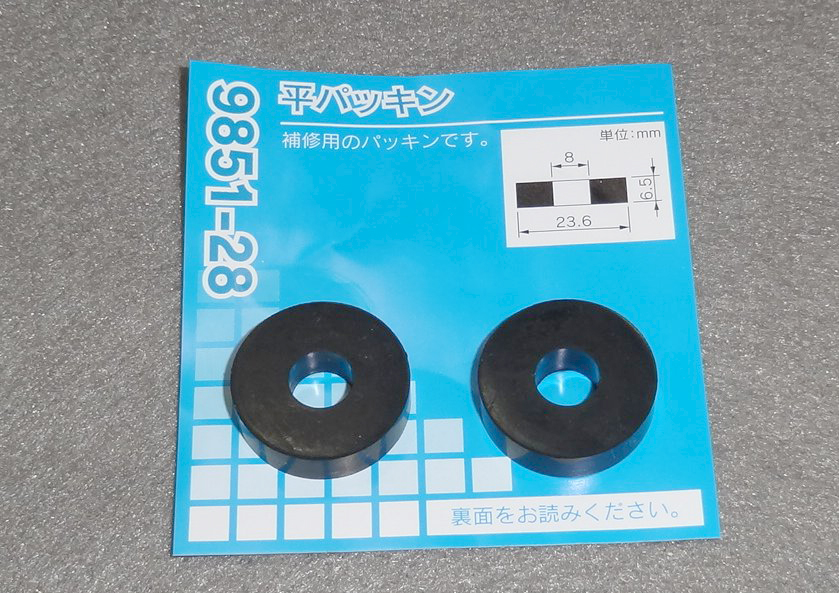 平パッキン
9851-28
補修用のパッキンです。
単位:mm
8
6.5
23.6
裏面をお読みください。